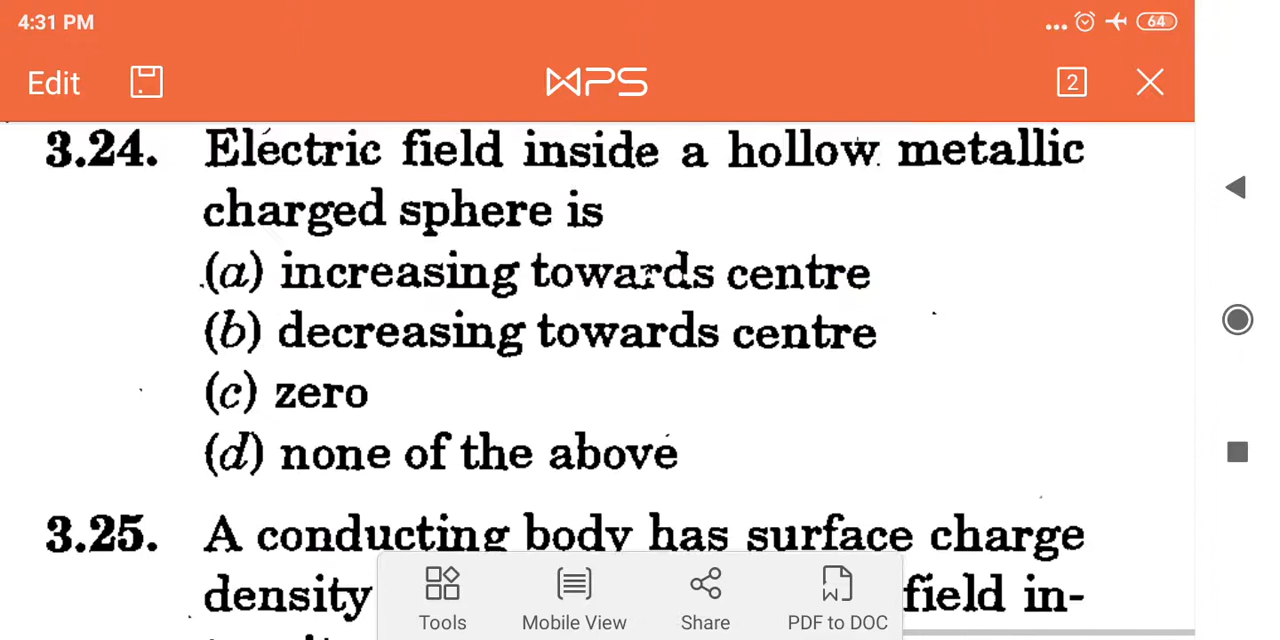 4:31 PM
64
Edit
WPS
2
3.24. Electric field inside a hollow metallic
charged sphere is
(a) increasing towards centre
(b) decreasing towards centre
(c) zero
(d) none of the above
3.25. A conducting body has surface charge
density field in-
Tools Mobile View Share PDF to DOC